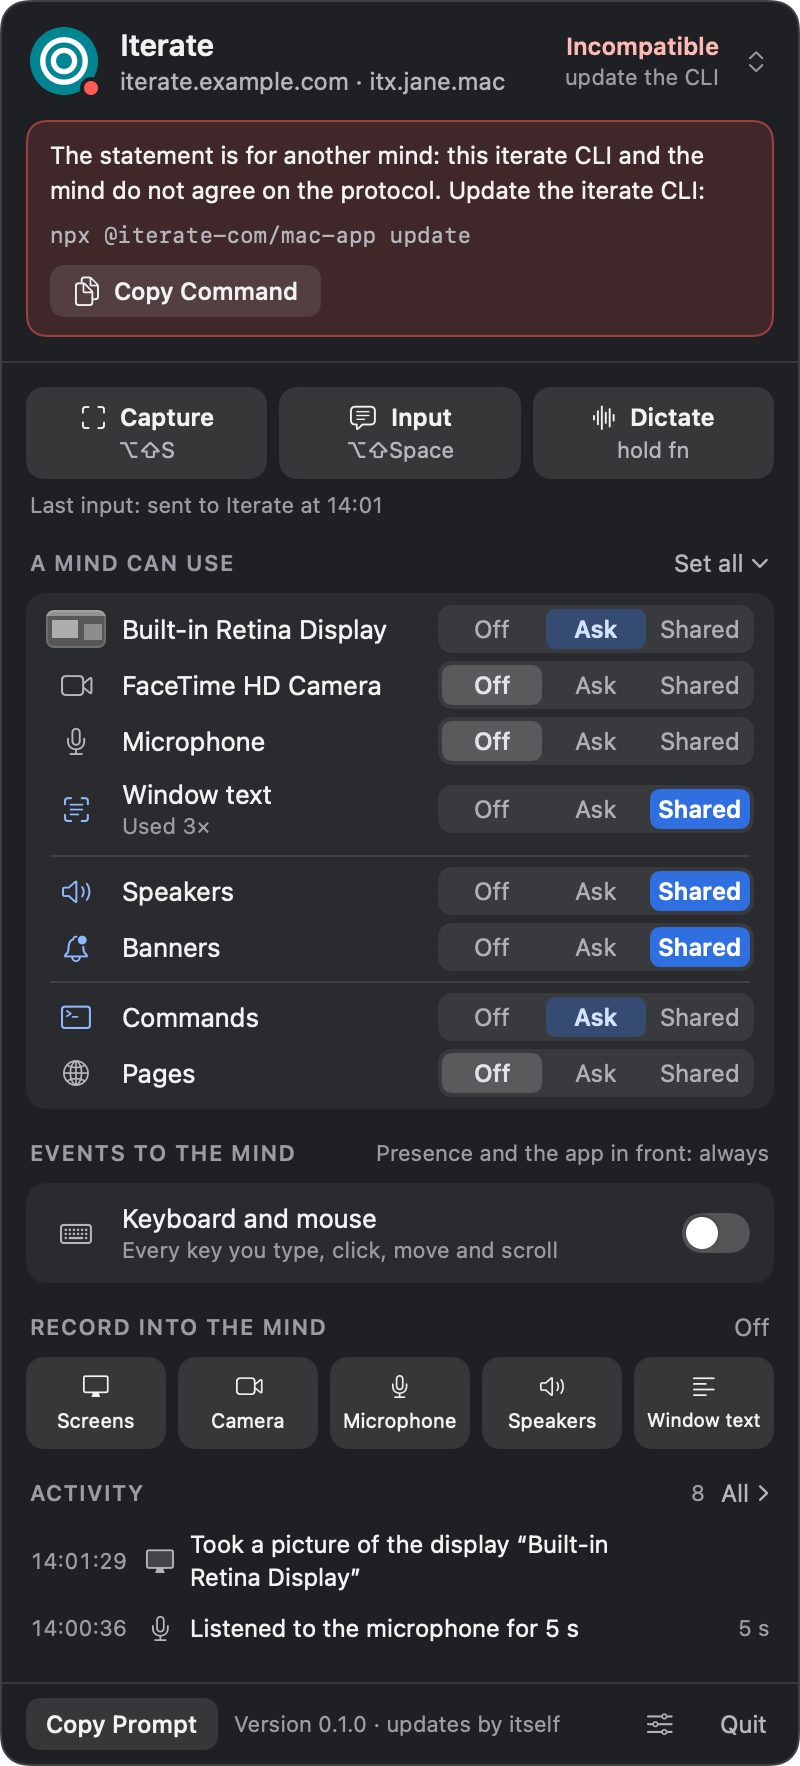 Iterate
iterate.example.com · itx.jane.mac
Incompatible
update the CLI
The statement is for another mind: this iterate CLI and the
mind do not agree on the protocol. Update the iterate CLI:
npx @iterate-com/mac-app update
Copy Command
Capture
⌥⇧S
Input
⌥⇧Space
Dictate
hold fn
Last input: sent to Iterate at 14:01
A MIND CAN USE
Set all
Built-in Retina Display
Off Ask Shared
FaceTime HD Camera
Off Ask Shared
Microphone
Off Ask Shared
Window text
Used 3×
Off Ask Shared
Speakers
Off Ask Shared
Banners
Off Ask Shared
Commands
Off Ask Shared
Pages
Off Ask Shared
EVENTS TO THE MIND
Presence and the app in front: always
Keyboard and mouse
Every key you type, click, move and scroll
RECORD INTO THE MIND
Off
Screens
Camera
Microphone
Speakers
Window text
ACTIVITY
8 All
14:01:29
Took a picture of the display “Built-in
Retina Display”
14:00:36
Listened to the microphone for 5 s
5 s
Copy Prompt
Version 0.1.0 · updates by itself
Quit